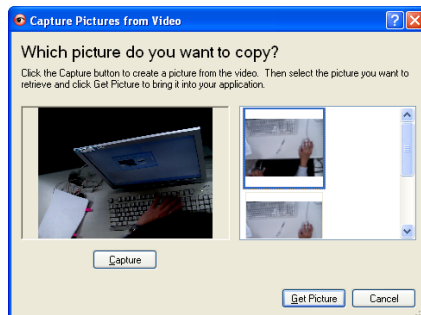 Capture Pictures from Video
Which picture do you want to copy?
Click the Capture button to create a picture from the video. Then select the picture you want to
retrieve and click Get Picture to bring it into your application.
Capture
Get Picture
Cancel